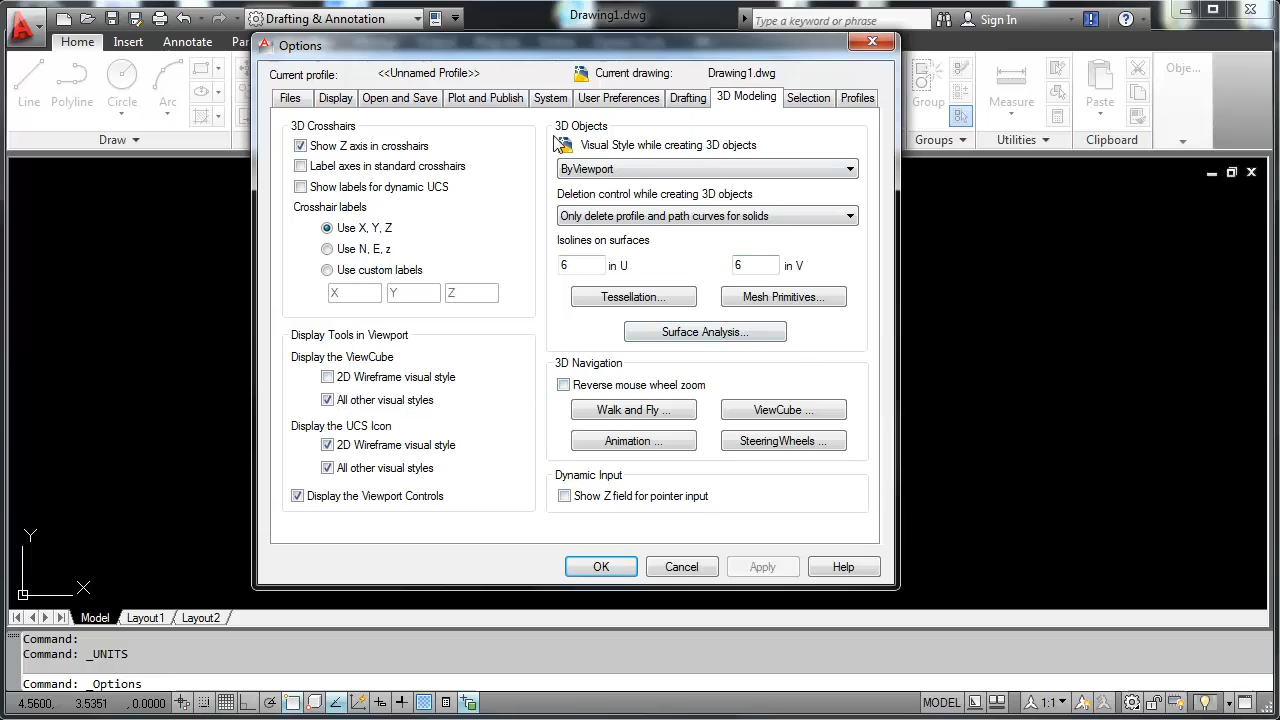 Drafting & Annotation
Drawing1.dwg
Type a keyword or phrase
Sign In
Home Insert Annotate Par
Line Polyline Circle Arc
Draw
Group Measure Paste Obje...
Groups
Options
Current profile: <<Unnamed Profile>> Current drawing: Drawing1.dwg
Files Display Open and Save Plot and Publish System User Preferences Drafting 3D Modeling Selection Profiles
3D Crosshairs
Show Z axis in crosshairs
Label axes in standard crosshairs
Show labels for dynamic UCS
Crosshair labels
Use X, Y, Z
Use N, E, z
Use custom labels
X Y Z
Display Tools in Viewport
Display the ViewCube
2D Wireframe visual style
All other visual styles
Display the UCS Icon
2D Wireframe visual style
All other visual styles
Display the Viewport Controls
3D Objects
Visual Style while creating 3D objects
ByViewport
Deletion control while creating 3D objects
Only delete profile and path curves for solids
Isolines on surfaces
6 in U 6 in V
Tessellation... Mesh Primitives...
Surface Analysis...
3D Navigation
Reverse mouse wheel zoom
Walk and Fly ... ViewCube ...
Animation ... SteeringWheels ...
Dynamic Input
Show Z field for pointer input
OK Cancel Apply Help
Y
X
Model Layout1 Layout2
Command:
Command: _UNITS
Command: _Options
4.5600, 3.5351 , 0.0000
MODEL 1:1